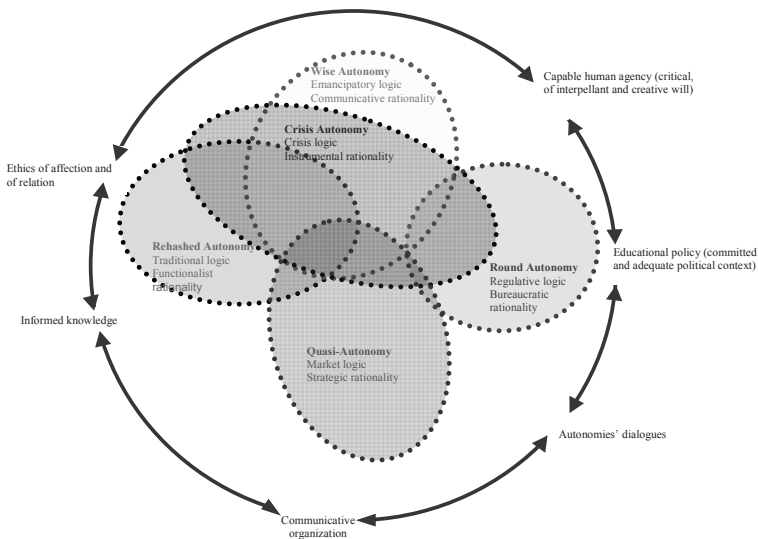 Wise Autonomy
Emancipatory logic
Communicative rationality
Capable human agency (critical,
of interpellant and creative will)
Crisis Autonomy
Crisis logic
Instrumental rationality
Ethics of affection and
of relation
Rehashed Autonomy
Traditional logic
Functionalist
rationality
Educational policy (committed
and adequate political context)
Round Autonomy
Regulative logic
Bureaucratic
rationality
Informed knowledge
Quasi-Autonomy
Market logic
Strategic rationality
Autonomies’ dialogues
Communicative
organization